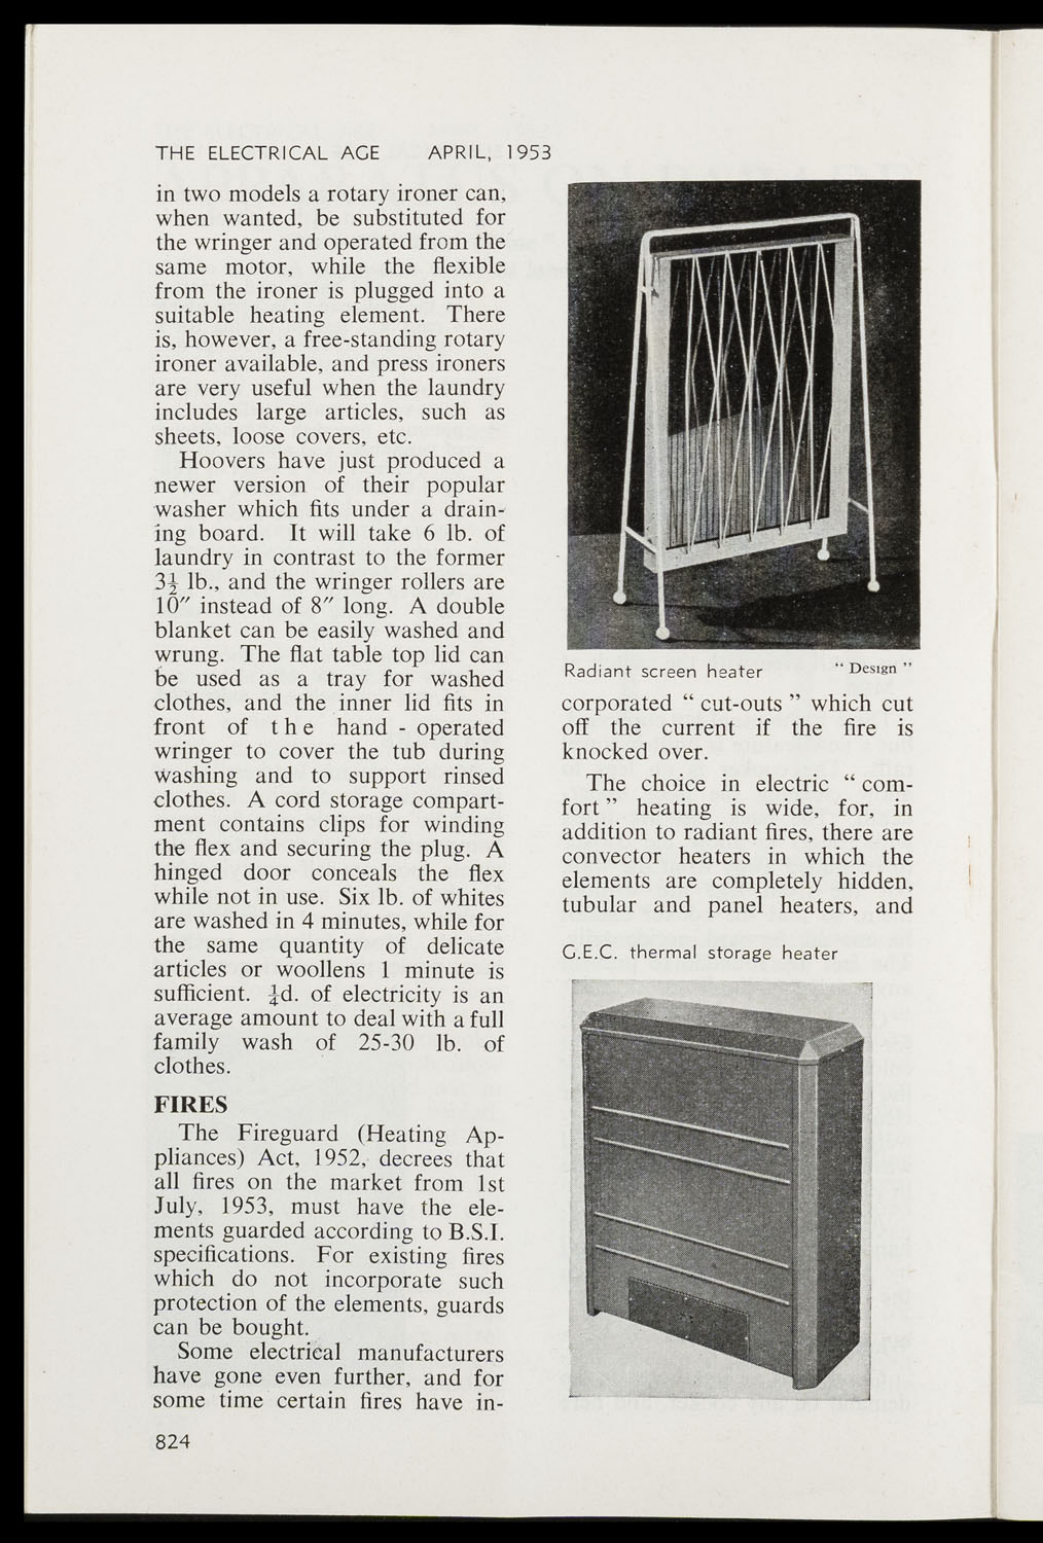 THE ELECTRICAL AGE APRIL, 1953
in two models a rotary ironer can,
when wanted, be substituted for
the wringer and operated from the
same motor, while the flexible
from the ironer is plugged into a
suitable heating element. There
is, however, a free-standing rotary
ironer available, and press ironers
are very useful when the laundry
includes large articles, such as
sheets, loose covers, etc.
Hoovers have just produced a
newer version of their popular
washer which fits under a drain-
ing board. It will take 6 lb. of
laundry in contrast to the former
3½ lb., and the wringer rollers are
10″ instead of 8″ long. A double
blanket can be easily washed and
wrung. The flat table top lid can
be used as a tray for washed
clothes, and the inner lid fits in
front of the hand - operated
wringer to cover the tub during
washing and to support rinsed
clothes. A cord storage compart-
ment contains clips for winding
the flex and securing the plug. A
hinged door conceals the flex
while not in use. Six lb. of whites
are washed in 4 minutes, while for
the same quantity of delicate
articles or woollens 1 minute is
sufficient. ¼d. of electricity is an
average amount to deal with a full
family wash of 25-30 lb. of
clothes.
FIRES
The Fireguard (Heating Ap-
pliances) Act, 1952, decrees that
all fires on the market from 1st
July, 1953, must have the ele-
ments guarded according to B.S.I.
specifications. For existing fires
which do not incorporate such
protection of the elements, guards
can be bought.
Some electrical manufacturers
have gone even further, and for
some time certain fires have in-
824
Radiant screen heater " Design "
corporated " cut-outs " which cut
off the current if the fire is
knocked over.
The choice in electric " com-
fort " heating is wide, for, in
addition to radiant fires, there are
convector heaters in which the
elements are completely hidden,
tubular and panel heaters, and
G.E.C. thermal storage heater